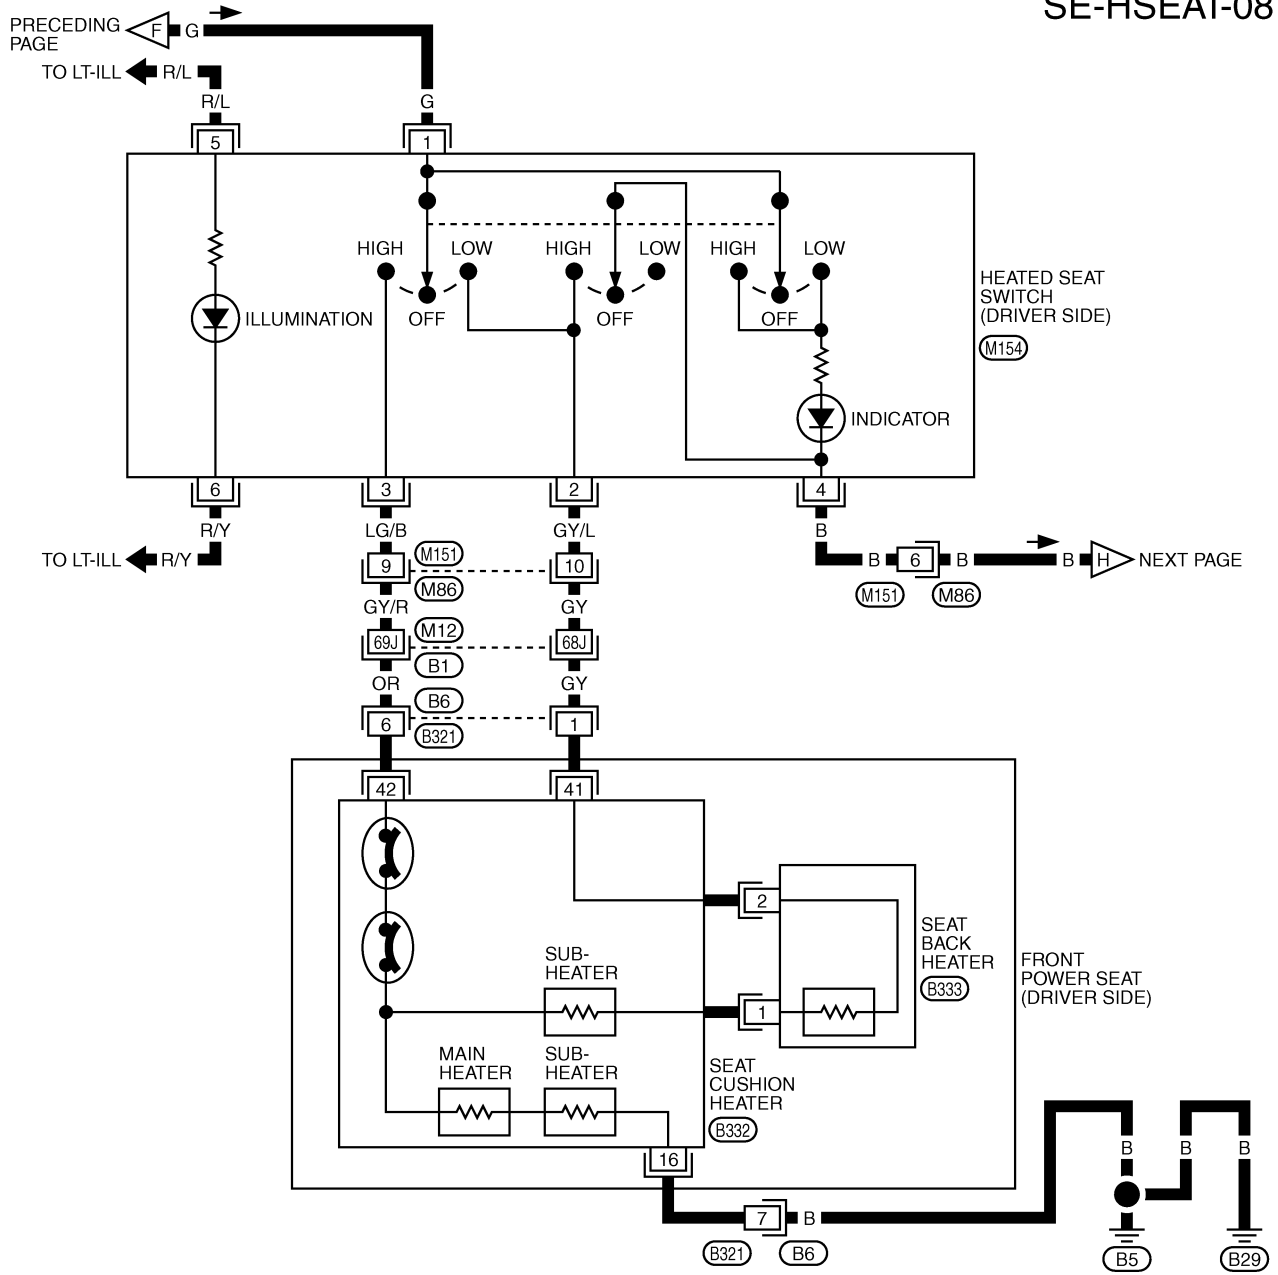 SE-HSEAT-08
PRECEDING
PAGE
F
G
TO LT-ILL
R/L
R/L
G
5
1
HIGH
LOW
HIGH
LOW
HIGH
LOW
OFF
OFF
OFF
ILLUMINATION
HEATED SEAT
SWITCH
(DRIVER SIDE)
M154
INDICATOR
6
3
2
4
R/Y
LG/B
GY/L
B
TO LT-ILL
R/Y
9
M151
10
B
6
B
B
H
NEXT PAGE
M86
M151
M86
GY/R
GY
69J
M12
68J
B1
OR
GY
B6
6
1
B321
42
41
2
SEAT
BACK
HEATER
B333
SUB-
HEATER
1
FRONT
POWER SEAT
(DRIVER SIDE)
MAIN
HEATER
SUB-
HEATER
SEAT
CUSHION
HEATER
B332
16
B
B
B
7
B
B321
B6
B5
B29